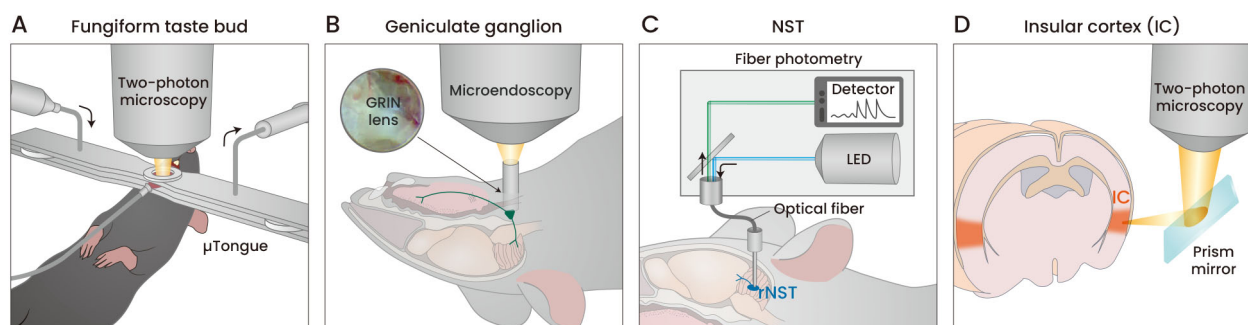 A Fungiform taste bud
Two-photon
microscopy
µTongue
B Geniculate ganglion
GRIN
lens
Microendoscopy
C NST
Fiber photometry
Detector
LED
Optical fiber
rNST
D Insular cortex (IC)
Two-photon
microscopy
IC
Prism
mirror